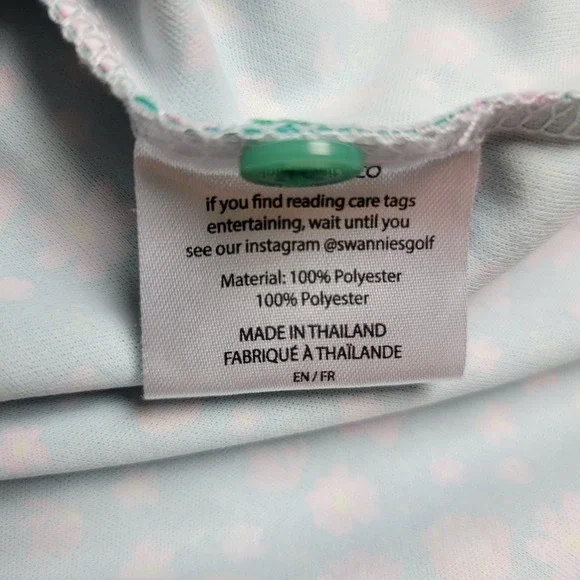 if you find reading care tags
entertaining, wait until you
see our instagram @swanniesgolf
Material: 100% Polyester
100% Polyester
MADE IN THAILAND
FABRIQUÉ À THAÏLANDE
EN / FR